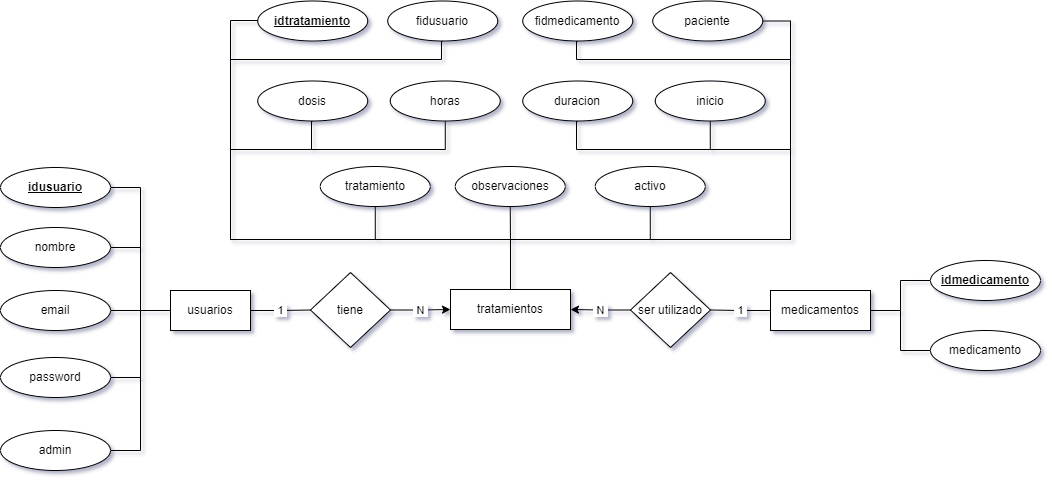 idtratamiento
fidusuario
fidmedicamento
paciente
dosis
horas
duracion
inicio
tratamiento
observaciones
activo
idusuario
nombre
email
password
admin
usuarios
1
tiene
N
tratamientos
N
ser utilizado
1
medicamentos
idmedicamento
medicamento